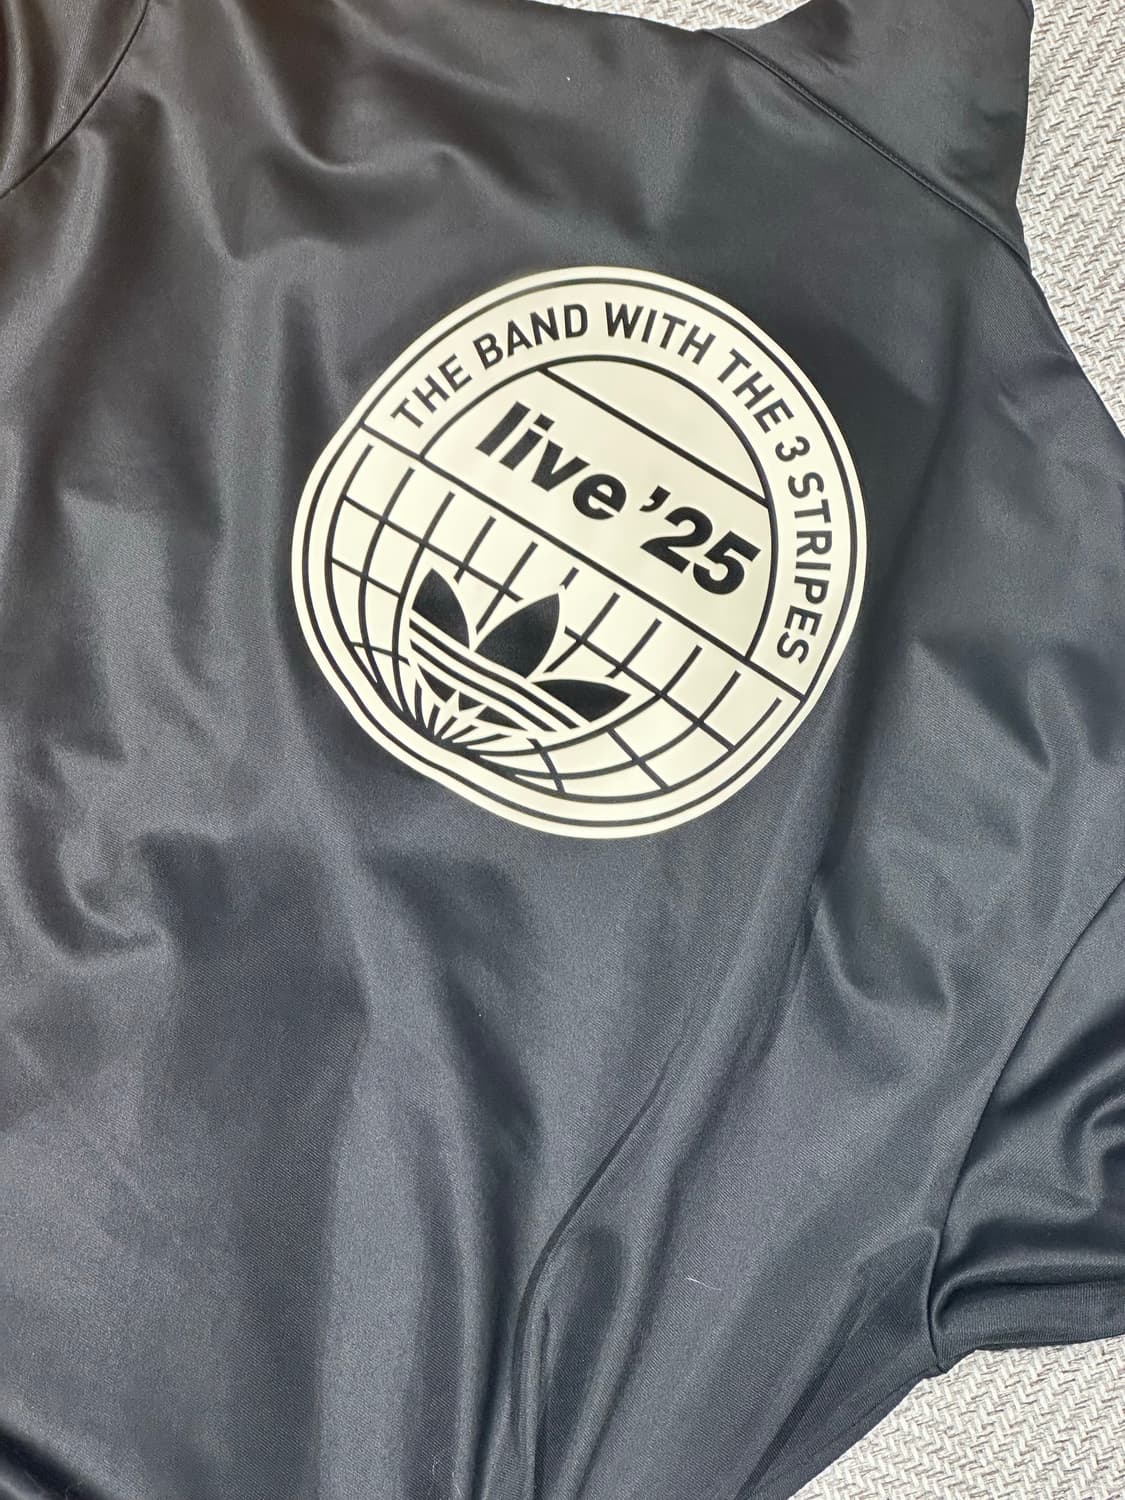 THE BAND WITH THE 3 STRIPES
live '25